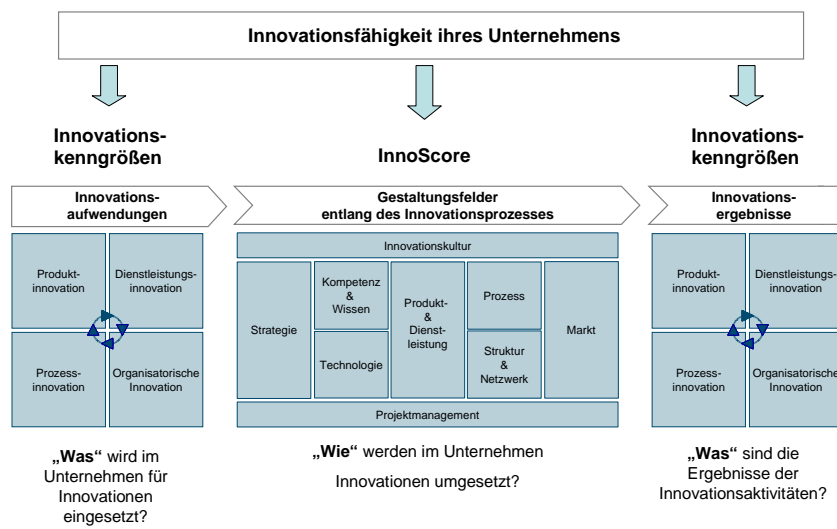 Innovationsfähigkeit ihres Unternehmens
Innovations-
kenngrößen
InnoScore
Innovations-
kenngrößen
Innovations-
aufwendungen
Gestaltungsfelder
entlang des Innovationsprozesses
Innovations-
ergebnisse
Produkt-
innovation
Dienstleistungs-
innovation
Prozess-
innovation
Organisatorische
Innovation
Innovationskultur
Strategie
Kompetenz
&
Wissen
Technologie
Produkt-
&
Dienst-
leistung
Prozess
Struktur
&
Netzwerk
Markt
Projektmanagement
Produkt-
innovation
Dienstleistungs-
innovation
Prozess-
innovation
Organisatorische
Innovation
„Was“ wird im
Unternehmen für
Innovationen
eingesetzt?
„Wie“ werden im Unternehmen
Innovationen umgesetzt?
„Was“ sind die
Ergebnisse der
Innovationsaktivitäten?